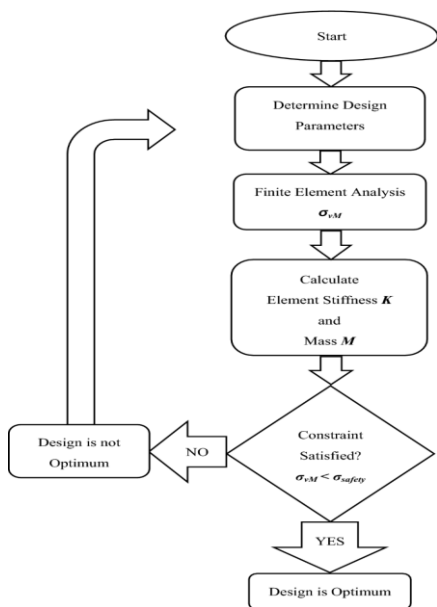 Start
Determine Design
Parameters
Finite Element Analysis
σvM
Calculate
Element Stiffness K
and
Mass M
Constraint
Satisfied?
σvM < σsafety
NO
Design is not
Optimum
YES
Design is Optimum